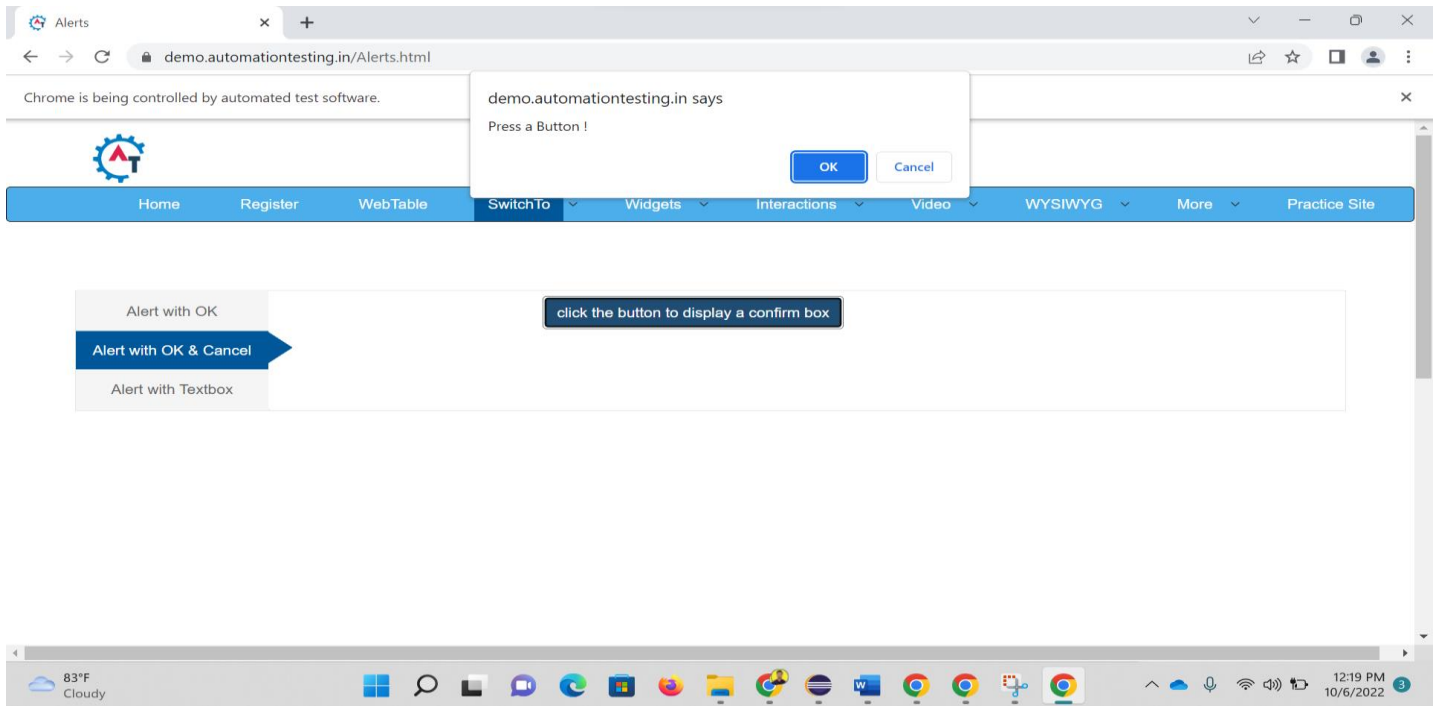 Alerts
demo.automationtesting.in/Alerts.html
Chrome is being controlled by automated test software.
demo.automationtesting.in says
Press a Button !
OK Cancel
AT
Home Register WebTable SwitchTo Widgets Interactions Video WYSIWYG More Practice Site
Alert with OK
click the button to display a confirm box
Alert with OK & Cancel
Alert with Textbox
83°F
Cloudy
W
12:19 PM
10/6/2022
3